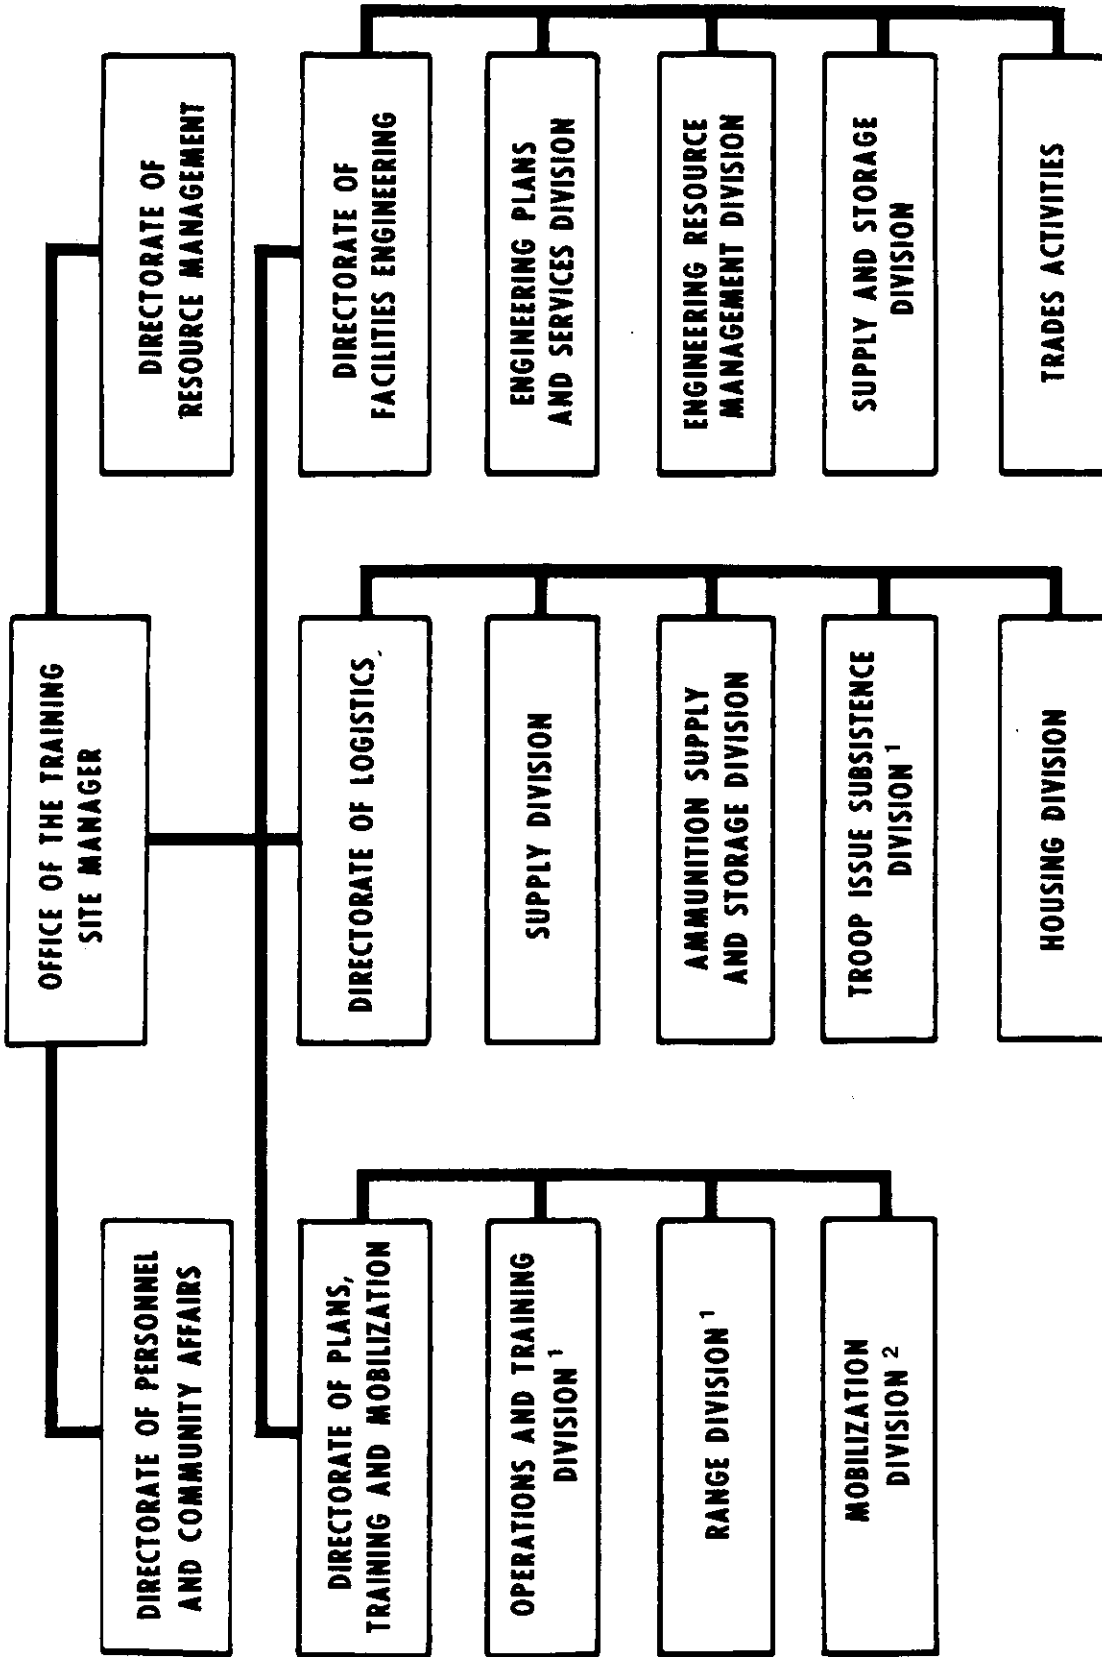 OFFICE OF THE TRAINING
SITE MANAGER
DIRECTORATE OF PERSONNEL
AND COMMUNITY AFFAIRS
DIRECTORATE OF
RESOURCE MANAGEMENT
DIRECTORATE OF PLANS,
TRAINING AND MOBILIZATION
OPERATIONS AND TRAINING
DIVISION 1
RANGE DIVISION 1
MOBILIZATION
DIVISION 2
DIRECTORATE OF LOGISTICS
SUPPLY DIVISION
AMMUNITION SUPPLY
AND STORAGE DIVISION
TROOP ISSUE SUBSISTENCE
DIVISION 1
HOUSING DIVISION
DIRECTORATE OF
FACILITIES ENGINEERING
ENGINEERING PLANS
AND SERVICES DIVISION
ENGINEERING RESOURCE
MANAGEMENT DIVISION
SUPPLY AND STORAGE
DIVISION
TRADES ACTIVITIES